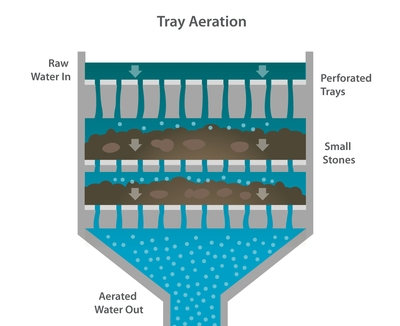 Tray Aeration
Raw
Water In
Perforated
Trays
Small
Stones
Aerated
Water Out